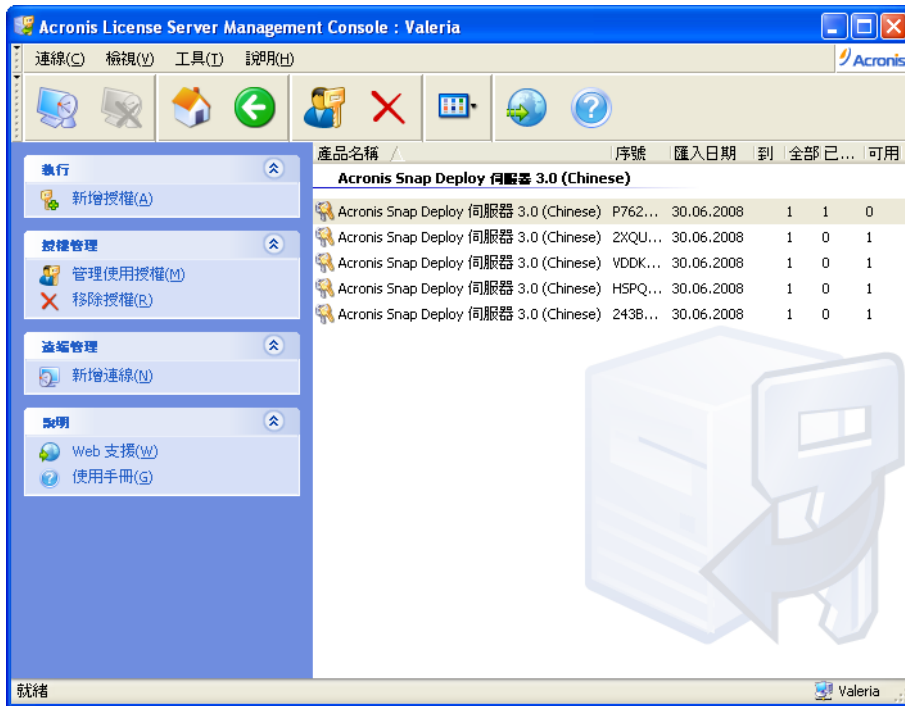 Acronis License Server Management Console : Valeria
連線(C) 檢視(V) 工具(T) 說明(H)
Acronis
執行
新增授權(A)
授權管理
管理使用授權(M)
移除授權(R)
遠端管理
新增連線(N)
說明
Web 支援(W)
使用手冊(G)
產品名稱 序號 匯入日期 到 全部 已... 可用
Acronis Snap Deploy 伺服器 3.0 (Chinese)
Acronis Snap Deploy 伺服器 3.0 (Chinese) P762... 30.06.2008 1 1 0
Acronis Snap Deploy 伺服器 3.0 (Chinese) 2XQU... 30.06.2008 1 0 1
Acronis Snap Deploy 伺服器 3.0 (Chinese) VDDK... 30.06.2008 1 0 1
Acronis Snap Deploy 伺服器 3.0 (Chinese) HSPQ... 30.06.2008 1 0 1
Acronis Snap Deploy 伺服器 3.0 (Chinese) 243B... 30.06.2008 1 0 1
就緒
Valeria